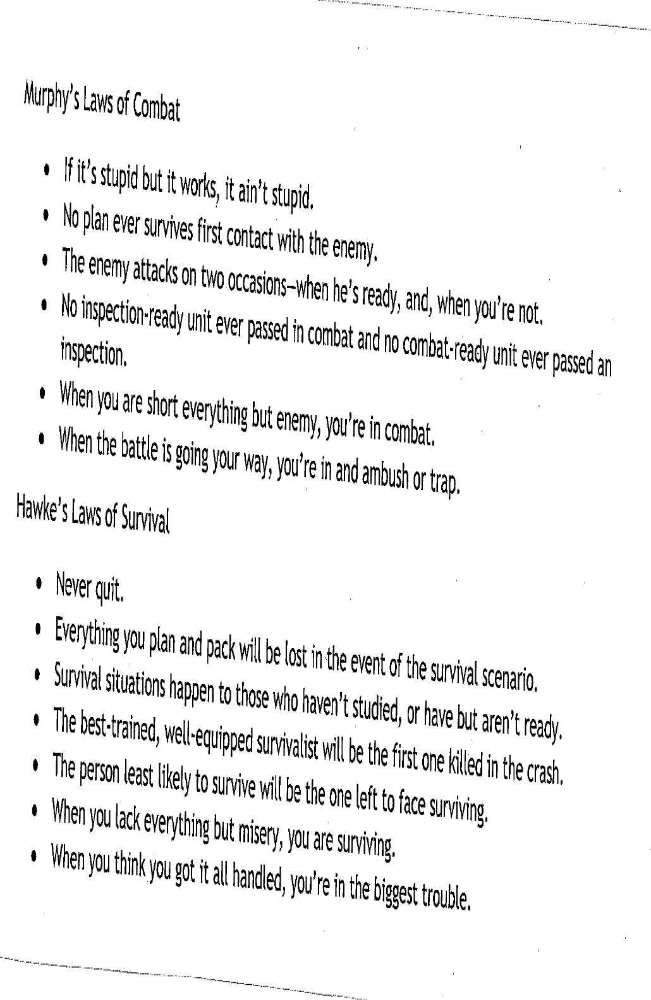 Murphy's Laws of Combat
• If it's stupid but it works, it ain't stupid.
• No plan ever survives first contact with the enemy.
• The enemy attacks on two occasions—when he's ready, and, when you're not.
• No inspection-ready unit ever passed in combat and no combat-ready unit ever passed an
inspection.
• When you are short everything but enemy, you're in combat.
• When the battle is going your way, you're in and ambush or trap.
Hawke's Laws of Survival
• Never quit.
• Everything you plan and pack will be lost in the event of the survival scenario.
• Survival situations happen to those who haven't studied, or have but aren't ready.
• The best-trained, well-equipped survivalist will be the first one killed in the crash.
• The person least likely to survive will be the one left to face surviving.
• When you lack everything but misery, you are surviving.
• When you think you got it all handled, you're in the biggest trouble.